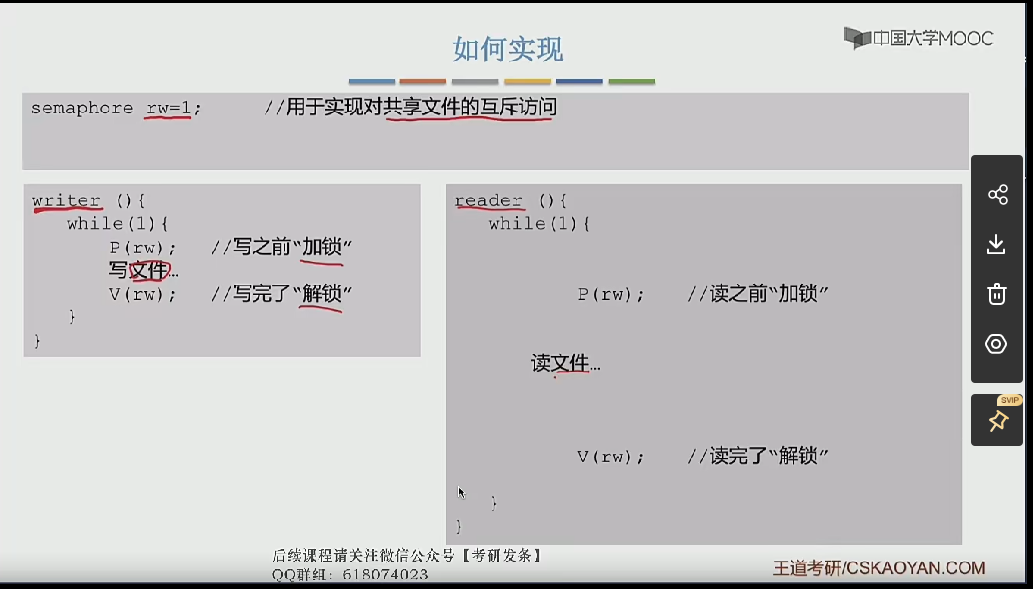 如何实现
中国大学MOOC
semaphore rw=1; //用于实现对共享文件的互斥访问
writer (){
while(1){
P(rw); //写之前“加锁”
写文件…
V(rw); //写完了“解锁”
}
}
reader (){
while(1){
P(rw); //读之前“加锁”
读文件…
V(rw); //读完了“解锁”
}
}
SVIP
后续课程请关注微信公众号【考研发条】
QQ群组：618074023
王道考研/CSKAOYAN.COM